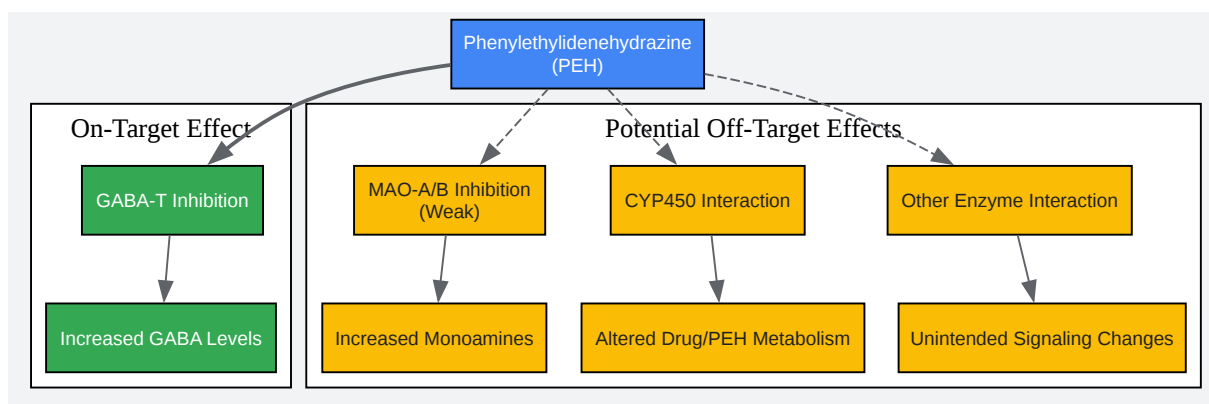 Phenylethylidenehydrazine
(PEH)
On-Target Effect
Potential Off-Target Effects
GABA-T Inhibition
MAO-A/B Inhibition
(Weak)
CYP450 Interaction
Other Enzyme Interaction
Increased GABA Levels
Increased Monoamines
Altered Drug/PEH Metabolism
Unintended Signaling Changes